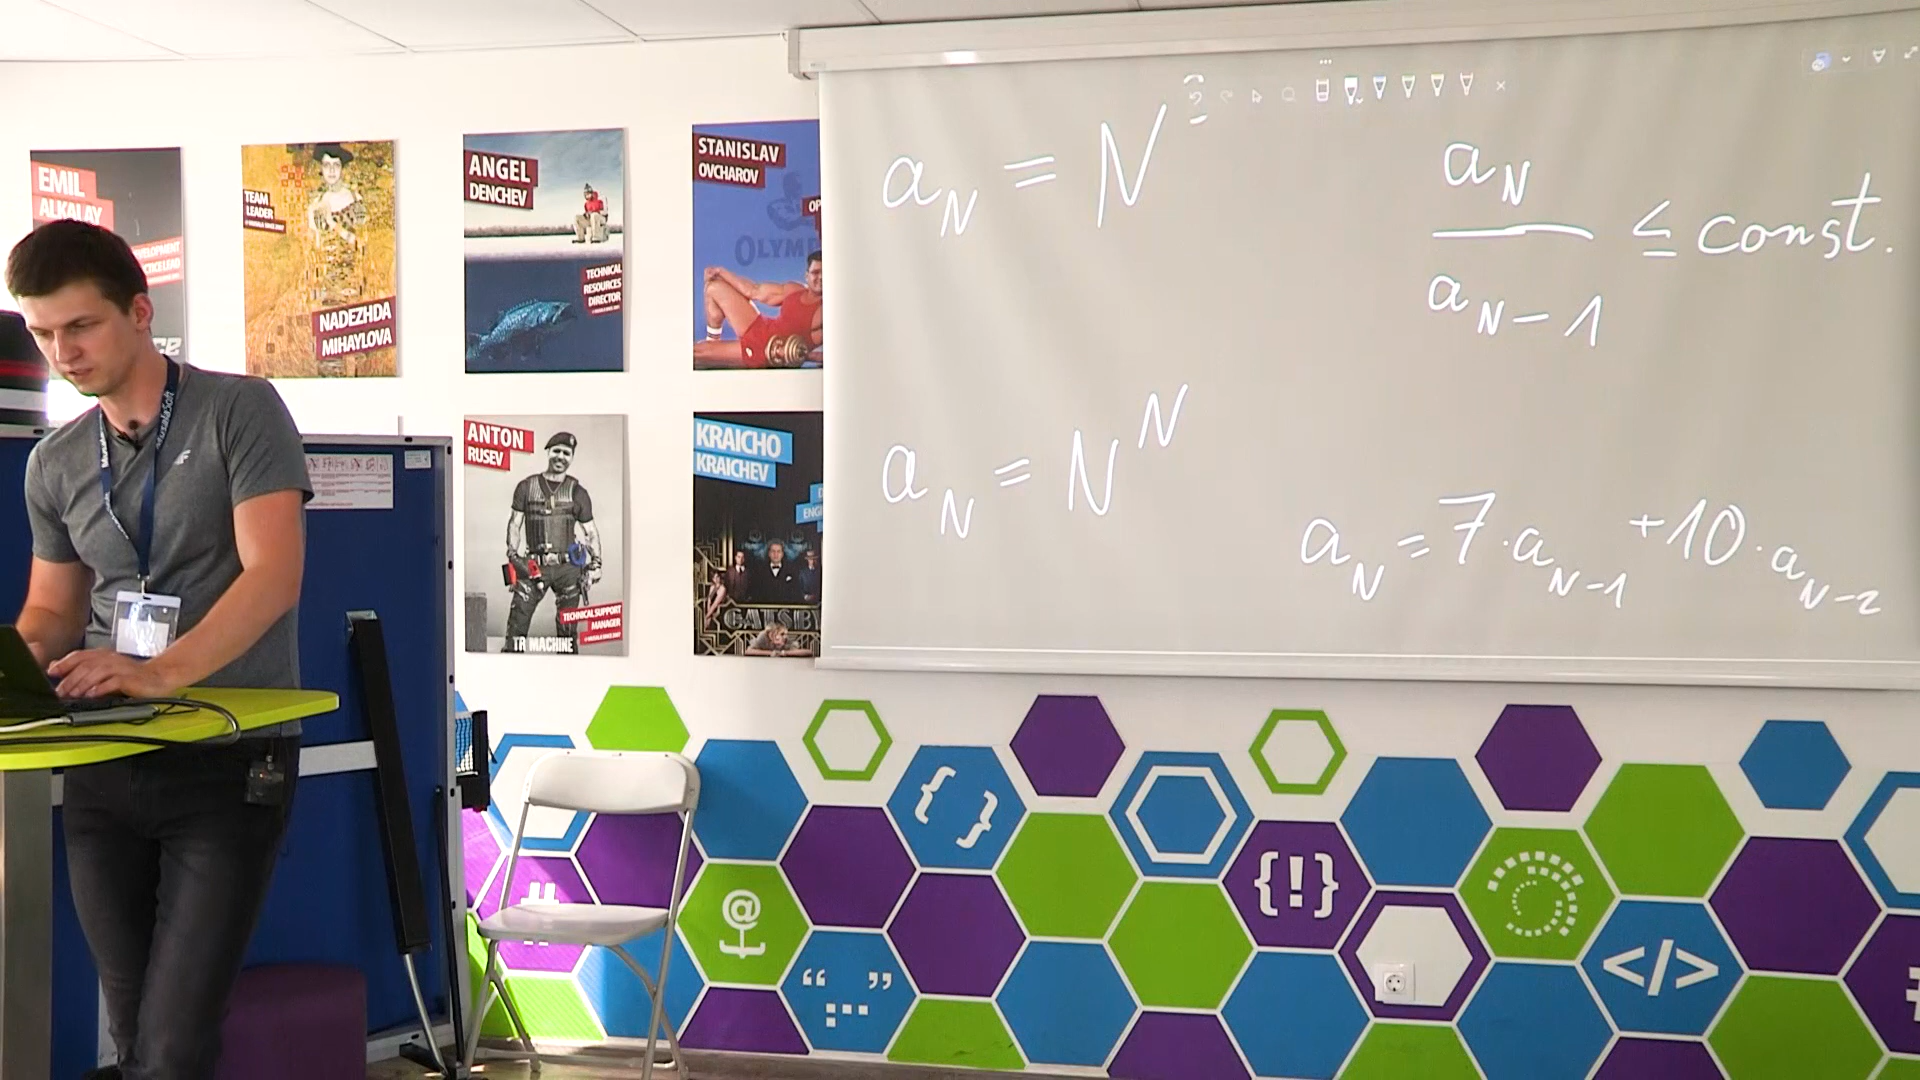 EMIL
ALKALAY
TEAM
LEADER
NADEZHDA
MIHAYLOVA
ANGEL
DENCHEV
TECHNICAL
RESOURCES
DIRECTOR
STANISLAV
OVCHAROV
ANTON
RUSEV
TECHNICAL SUPPORT
MANAGER
TR MACHINE
KRAICHO
KRAICHEV
GATSBY
MusalaSoft
a_N = N
a_N / a_{N-1} ≤ const.
a_N = N^N
a_N = 7·a_{N-1} + 10·a_{N-2}
{ }
{!}
@
#
“ ”
</>